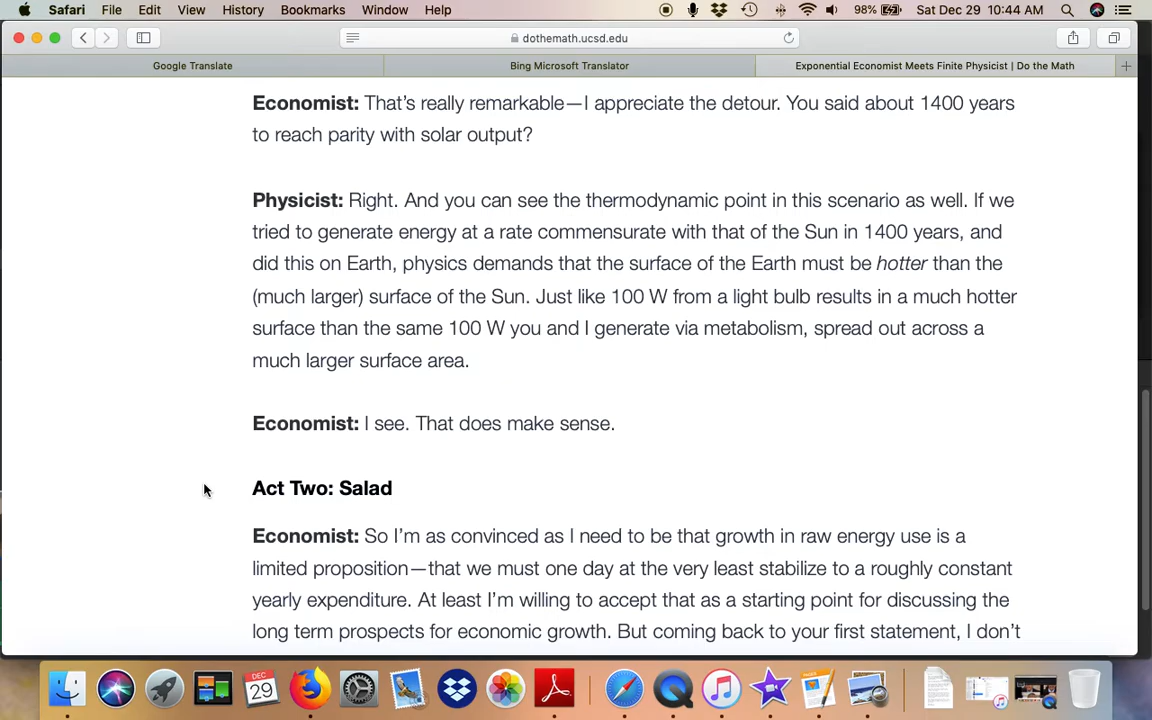 Safari File Edit View History Bookmarks Window Help 98% Sat Dec 29 10:44 AM
dothemath.ucsd.edu
Google Translate Bing Microsoft Translator Exponential Economist Meets Finite Physicist | Do the Math
Economist: That’s really remarkable—I appreciate the detour. You said about 1400 years
to reach parity with solar output?
Physicist: Right. And you can see the thermodynamic point in this scenario as well. If we
tried to generate energy at a rate commensurate with that of the Sun in 1400 years, and
did this on Earth, physics demands that the surface of the Earth must be hotter than the
(much larger) surface of the Sun. Just like 100 W from a light bulb results in a much hotter
surface than the same 100 W you and I generate via metabolism, spread out across a
much larger surface area.
Economist: I see. That does make sense.
Act Two: Salad
Economist: So I’m as convinced as I need to be that growth in raw energy use is a
limited proposition—that we must one day at the very least stabilize to a roughly constant
yearly expenditure. At least I’m willing to accept that as a starting point for discussing the
long term prospects for economic growth. But coming back to your first statement, I don’t
DEC
29